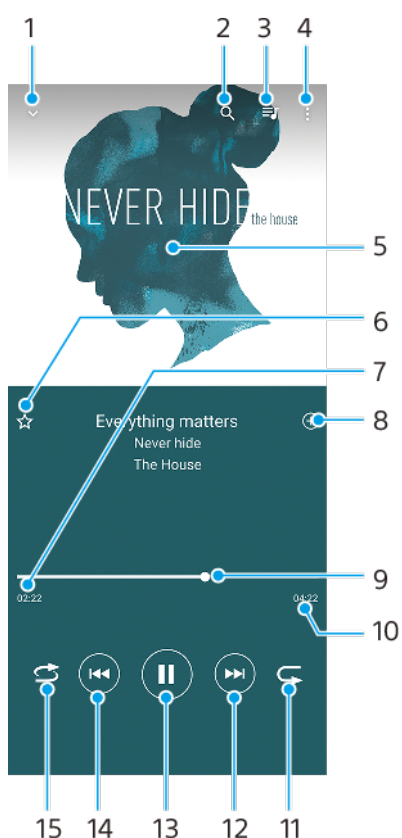 1 2 3 4
NEVER HIDE the house
5
6
7
Everything matters
8
Never hide
The House
9
02:22 04:22
10
15 14 13 12 11